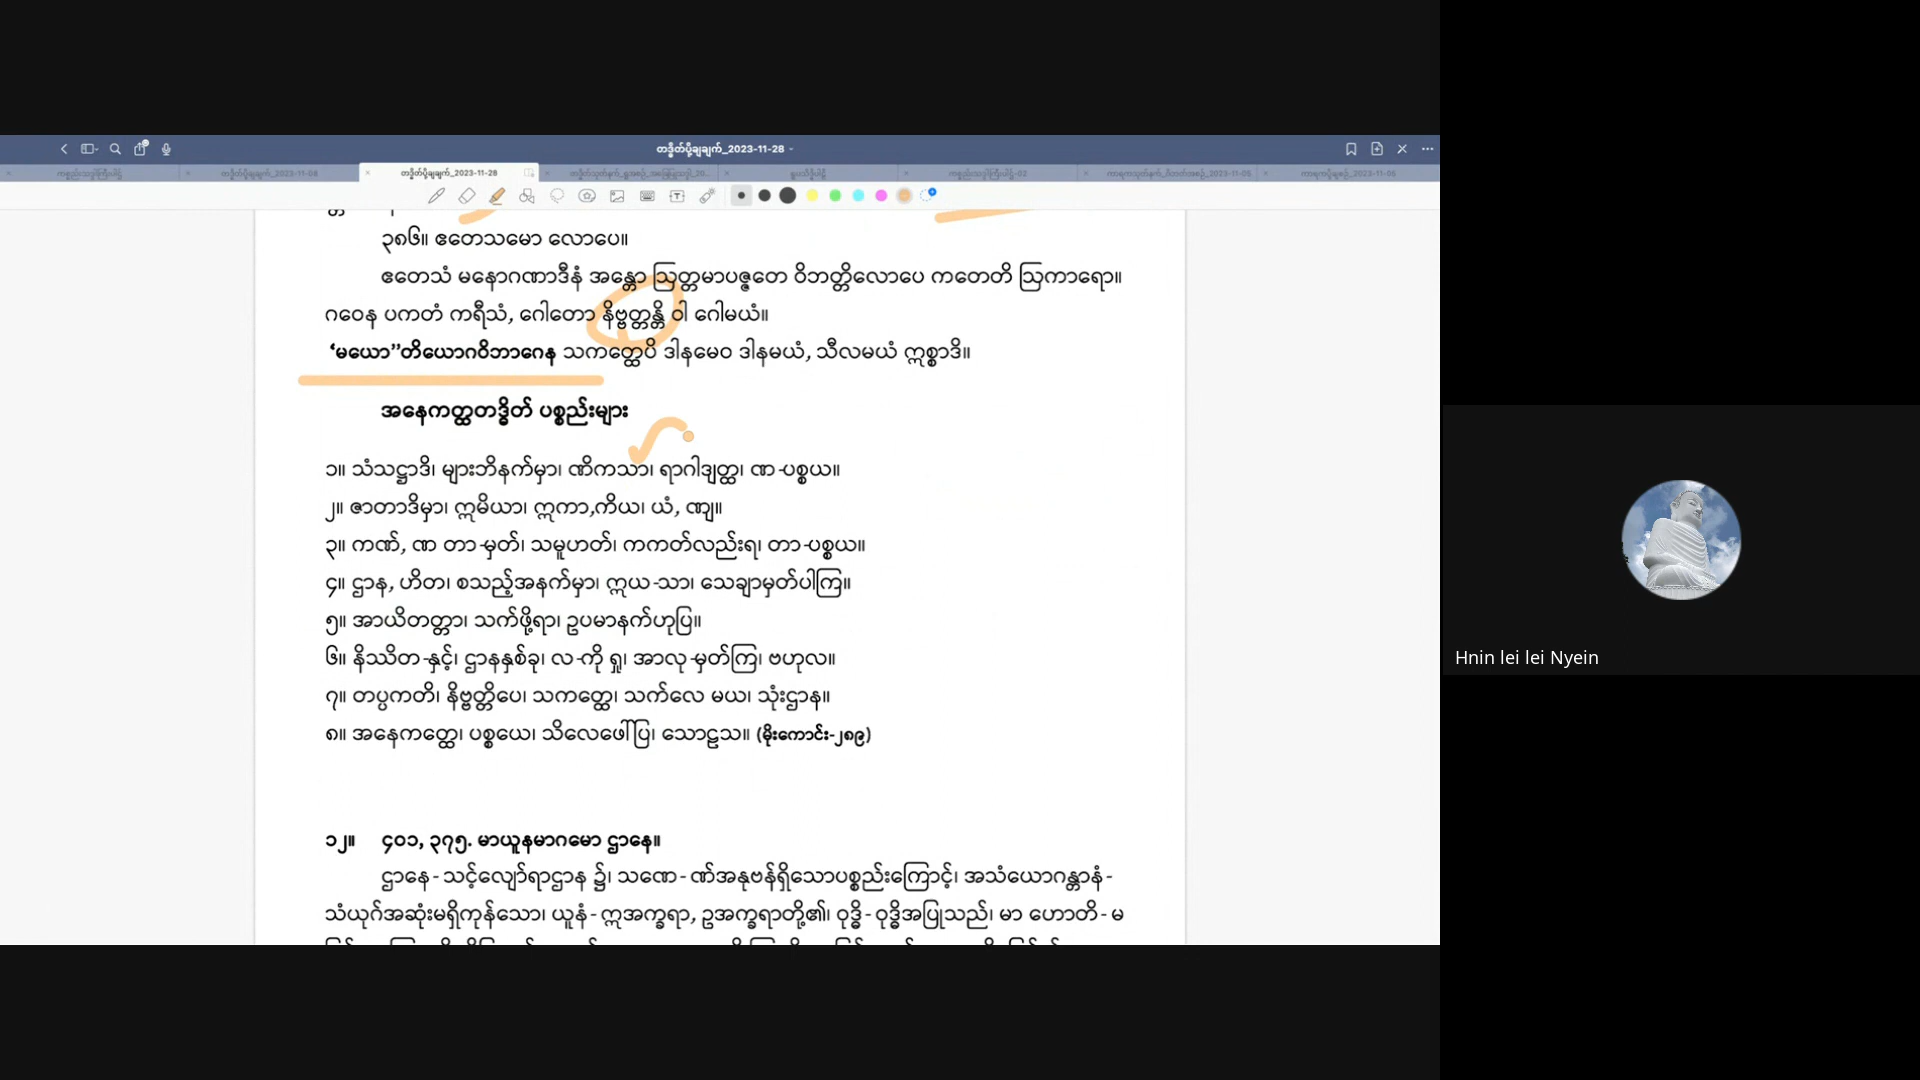 တဒ္ဓိတ်ပို့ချချက်_2023-11-28
တဒ္ဓိတ်ပို့ချချက်_2023-11-28
၃၈၆။ ဧတေသမော လောပေ။
ဧတေသံ မနောဂဏာဒီနံ အန္တော ဩတ္တမာပဇ္ဇတေ ဝိဘတ္တိလောပေ ကတေတိ ဩကာရော။
ဂဝေန ပကတံ ကရီသံ, ဂေါတော နိဗ္ဗတ္တန္တိ ဝါ ဂေါမယံ။
‘မယော’’တိယောဂဝိဘာဂေန သကတ္ထေပိ ဒါနမေဝ ဒါနမယံ, သီလမယံ ဣစ္စာဒိ။
အနေကတ္ထတဒ္ဓိတ် ပစ္စည်းများ
၁။ သံသဋ္ဌာဒိ၊ များဘိနက်မှာ၊ ဏိကသာ၊ ရာဂါဒျတ္ထ၊ ဏ-ပစ္စယ။
၂။ ဇာတာဒိမှာ၊ ဣမိယာ၊ ဣကာ,ကိယ၊ ယံ, ဏျ။
၃။ ကဏ်, ဏ တာ-မှတ်၊ သမူဟတ်၊ ကကတ်လည်းရ၊ တာ-ပစ္စယ။
၄။ ဌာန, ဟိတ၊ စသည့်အနက်မှာ၊ ဣယ-သာ၊ သေချာမှတ်ပါကြ။
၅။ အာယိတတ္တာ၊ သက်ဖို့ရာ၊ ဥပမာနက်ဟုပြ။
၆။ နိဿိတ-နှင့်၊ ဌာနနှစ်ခု၊ လ-ကို ရှု၊ အာလု-မှတ်ကြ၊ ဗဟုလ။
၇။ တပ္ပကတိ၊ နိဗ္ဗတ္တိပေ၊ သကတ္ထေ၊ သက်လေ မယ၊ သုံးဌာန။
၈။ အနေကတ္ထေ၊ ပစ္စယေ၊ သိလေဖေါ်ပြ၊ သောဠသ။ (မိုးကောင်း-၂၈၉)
၁၂။ ၄၀၁, ၃၇၅. မာယူနမာဂမော ဌာနေ။
ဌာနေ-သင့်လျော်ရာဌာန ၌၊ သဏေ-ဏ်အနုဗန်ရှိသောပစ္စည်းကြောင့်၊ အသံယောဂန္တာနံ-
သံယုဂ်အဆုံးမရှိကုန်သော၊ ယူနံ-ဣအက္ခရာ, ဥအက္ခရာတို့၏၊ ဝုဒ္ဓိ-ဝုဒ္ဓိအပြုသည်၊ မာ ဟောတိ-မ
Hnin lei lei Nyein